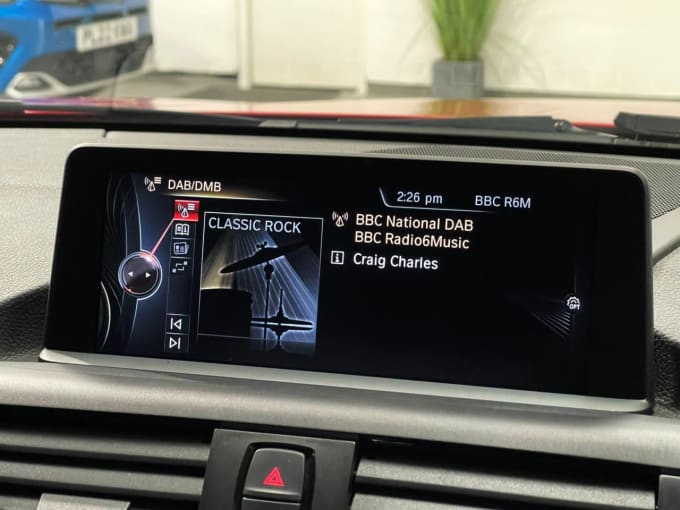 DAB/DMB
2:26 pm
BBC R6M
CLASSIC ROCK
BBC National DAB
BBC Radio6Music
Craig Charles
OPT